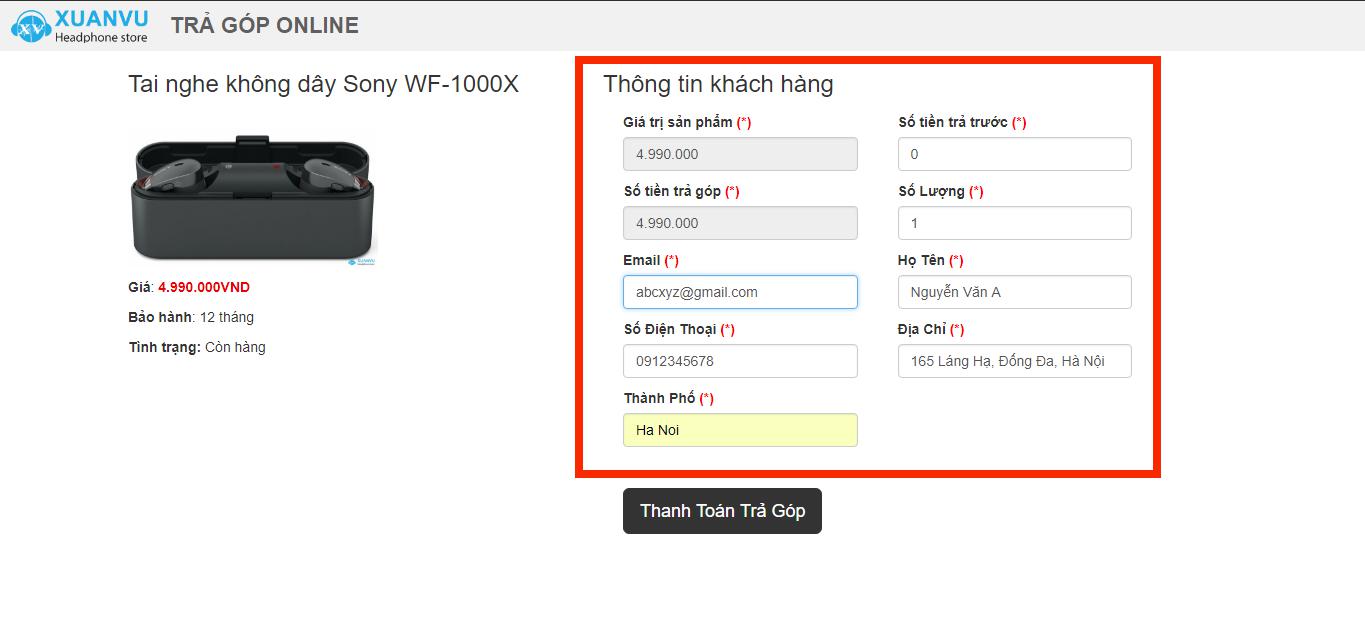 XUANVU
Headphone store
TRẢ GÓP ONLINE
Tai nghe không dây Sony WF-1000X
XUANVU
Giá: 4.990.000VND
Bảo hành: 12 tháng
Tình trạng: Còn hàng
Thông tin khách hàng
Giá trị sản phẩm (*)
4.990.000
Số tiền trả trước (*)
0
Số tiền trả góp (*)
4.990.000
Số Lượng (*)
1
Email (*)
abcxyz@gmail.com
Họ Tên (*)
Nguyễn Văn A
Số Điện Thoại (*)
0912345678
Địa Chỉ (*)
165 Láng Hạ, Đống Đa, Hà Nội
Thành Phố (*)
Ha Noi
Thanh Toán Trả Góp